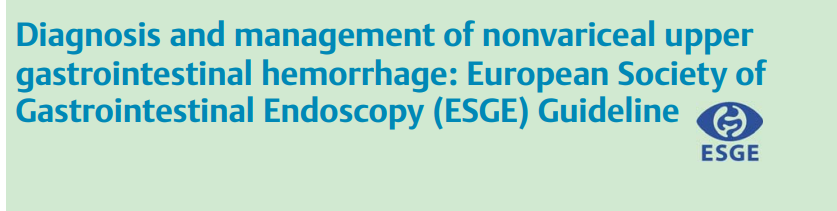 Diagnosis and management of nonvariceal upper
gastrointestinal hemorrhage: European Society of
Gastrointestinal Endoscopy (ESGE) Guideline
ESGE